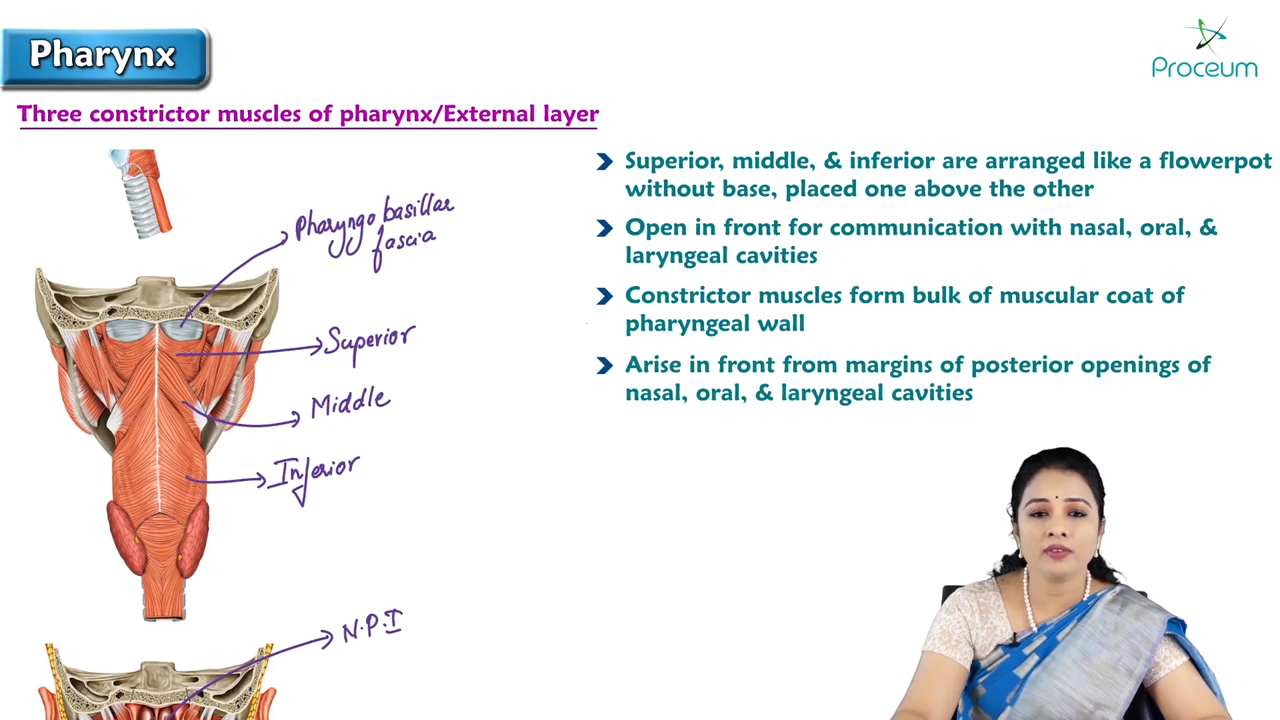 Pharynx
Proceum
Three constrictor muscles of pharynx/External layer
Superior, middle, & inferior are arranged like a flowerpot
without base, placed one above the other
Open in front for communication with nasal, oral, &
laryngeal cavities
Constrictor muscles form bulk of muscular coat of
pharyngeal wall
Arise in front from margins of posterior openings of
nasal, oral, & laryngeal cavities
Pharyngobasillar
fascia
Superior
Middle
Inferior
N.P.I